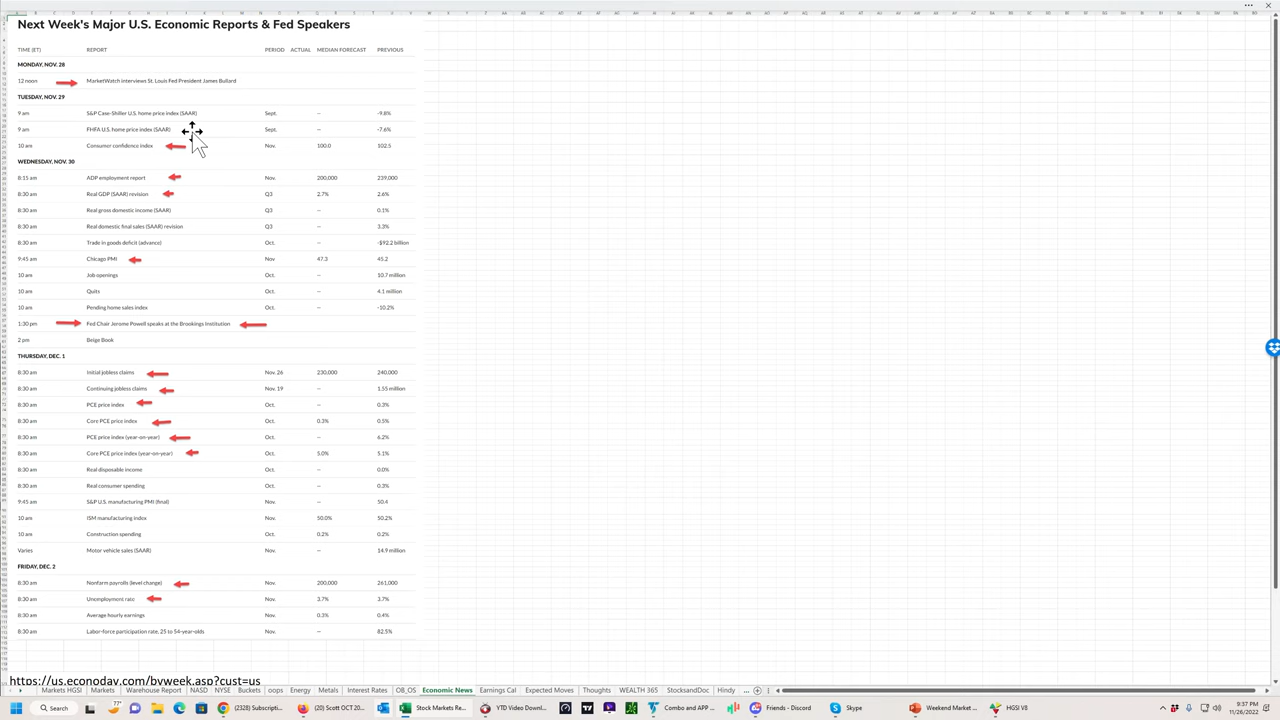 Next Week's Major U.S. Economic Reports & Fed Speakers
TIME (ET) REPORT PERIOD ACTUAL MEDIAN FORECAST PREVIOUS
MONDAY, NOV. 28
12 noon MarketWatch interviews St. Louis Fed President James Bullard
TUESDAY, NOV. 29
9 am S&P Case-Shiller U.S. home price index (SAAR) Sept. -- -9.8%
9 am FHFA U.S. home price index (SAAR) Sept. -- -7.6%
10 am Consumer confidence index Nov. 100.0 102.5
WEDNESDAY, NOV. 30
8:15 am ADP employment report Nov. 200,000 239,000
8:30 am Real GDP (SAAR) revision Q3 2.7% 2.6%
8:30 am Real gross domestic income (SAAR) Q3 -- 0.1%
8:30 am Real domestic final sales (SAAR) revision Q3 -- 3.3%
8:30 am Trade in goods deficit (advance) Oct. -- -$92.2 billion
9:45 am Chicago PMI Nov 47.3 45.2
10 am Job openings Oct. -- 10.7 million
10 am Quits Oct. -- 4.1 million
10 am Pending home sales index Oct. -- -10.2%
1:30 pm Fed Chair Jerome Powell speaks at the Brookings Institution
2 pm Beige Book
THURSDAY, DEC. 1
8:30 am Initial jobless claims Nov. 26 230,000 240,000
8:30 am Continuing jobless claims Nov. 19 -- 1.55 million
8:30 am PCE price index Oct. -- 0.3%
8:30 am Core PCE price index Oct. 0.3% 0.5%
8:30 am PCE price index (year-on-year) Oct. -- 6.2%
8:30 am Core PCE price index (year-on-year) Oct. 5.0% 5.1%
8:30 am Real disposable income Oct. -- 0.0%
8:30 am Real consumer spending Oct. -- 0.3%
9:45 am S&P U.S. manufacturing PMI (final) Nov. -- 50.4
10 am ISM manufacturing index Nov. 50.0% 50.2%
10 am Construction spending Oct. 0.2% 0.2%
Varies Motor vehicle sales (SAAR) Nov. -- 14.9 million
FRIDAY, DEC. 2
8:30 am Nonfarm payrolls (level change) Nov. 200,000 261,000
8:30 am Unemployment rate Nov. 3.7% 3.7%
8:30 am Average hourly earnings Nov. 0.3% 0.4%
8:30 am Labor-force participation rate, 25 to 54-year-olds Nov. -- 82.5%
https://us.econoday.com/byweek.asp?cust=us
Markets HGSI Markets Warehouse Report NASD NYSE Buckets oops Energy Metals Interest Rates OB_OS Economic News Earnings Cal Expected Moves Thoughts WEALTH 365 StocksandDoc Hindy ...
Search 77° (2328) Subscripti... (20) Scott OCT 20... Stock Markets Re... YTD Video Downl... Combo and APP ... Friends - Discord Skype Weekend Market ... HGSI V8 9:37 PM
11/26/2022